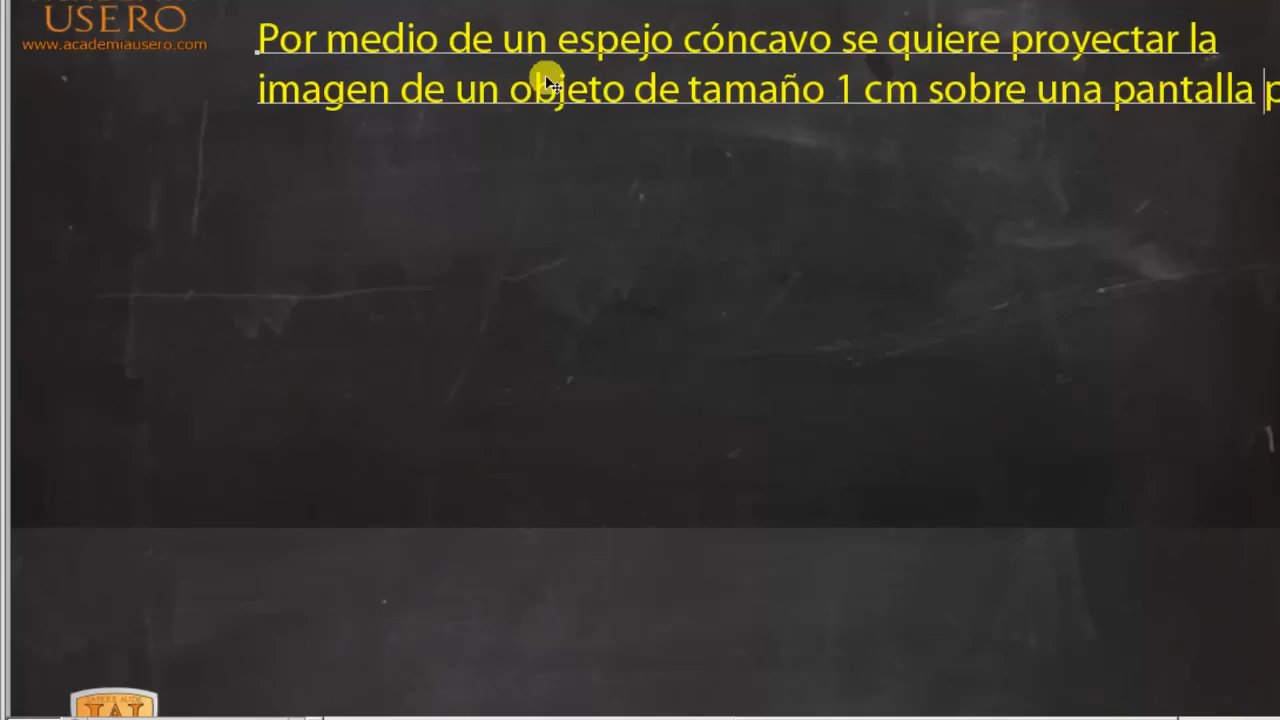 USERO
www.academiausero.com
Por medio de un espejo cóncavo se quiere proyectar la
imagen de un objeto de tamaño 1 cm sobre una pantalla p